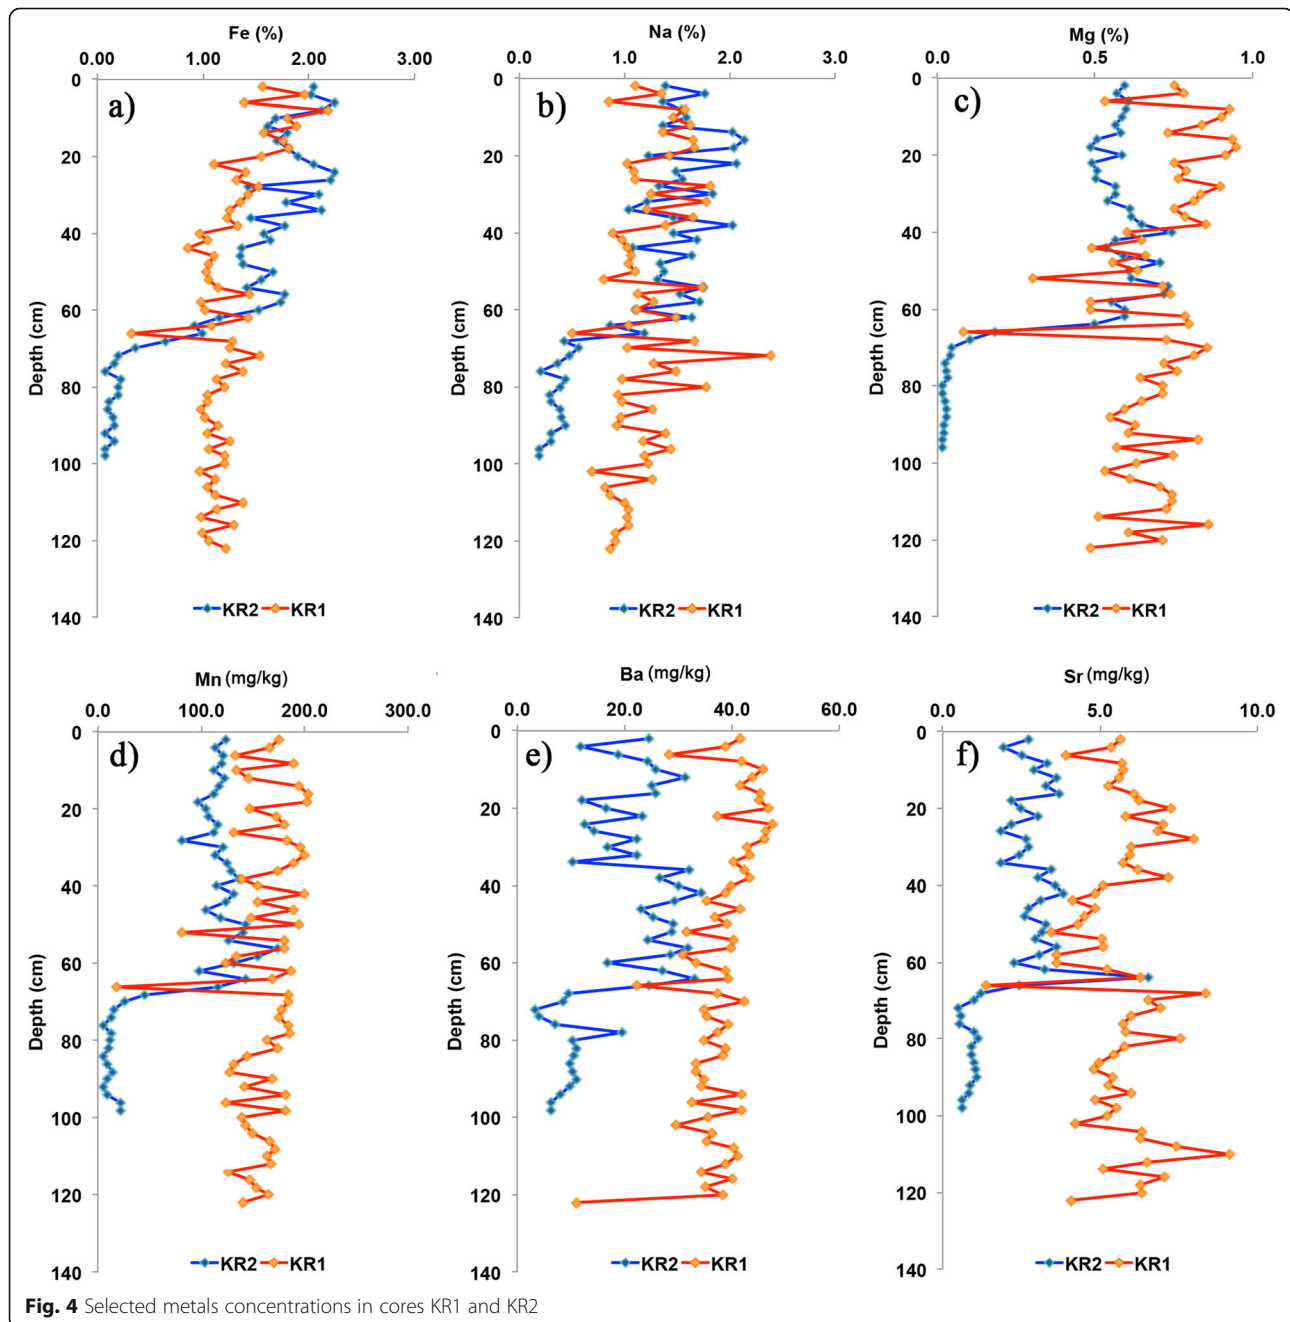 Fe (%)
0.00 1.00 2.00 3.00
0
20
40
60
80
100
120
140
Depth (cm)
a)
KR2 KR1
Na (%)
0.0 1.0 2.0 3.0
0
20
40
60
80
100
120
140
Depth (cm)
b)
KR2 KR1
Mg (%)
0.0 0.5 1.0
0
20
40
60
80
100
120
140
Depth (cm)
c)
KR2 KR1
Mn (mg/kg)
0.0 100.0 200.0 300.0
0
20
40
60
80
100
120
140
Depth (cm)
d)
KR2 KR1
Ba (mg/kg)
0.0 20.0 40.0 60.0
0
20
40
60
80
100
120
140
Depth (cm)
e)
KR2 KR1
Sr (mg/kg)
0.0 5.0 10.0
0
20
40
60
80
100
120
140
Depth (cm)
f)
KR2 KR1
Fig. 4 Selected metals concentrations in cores KR1 and KR2